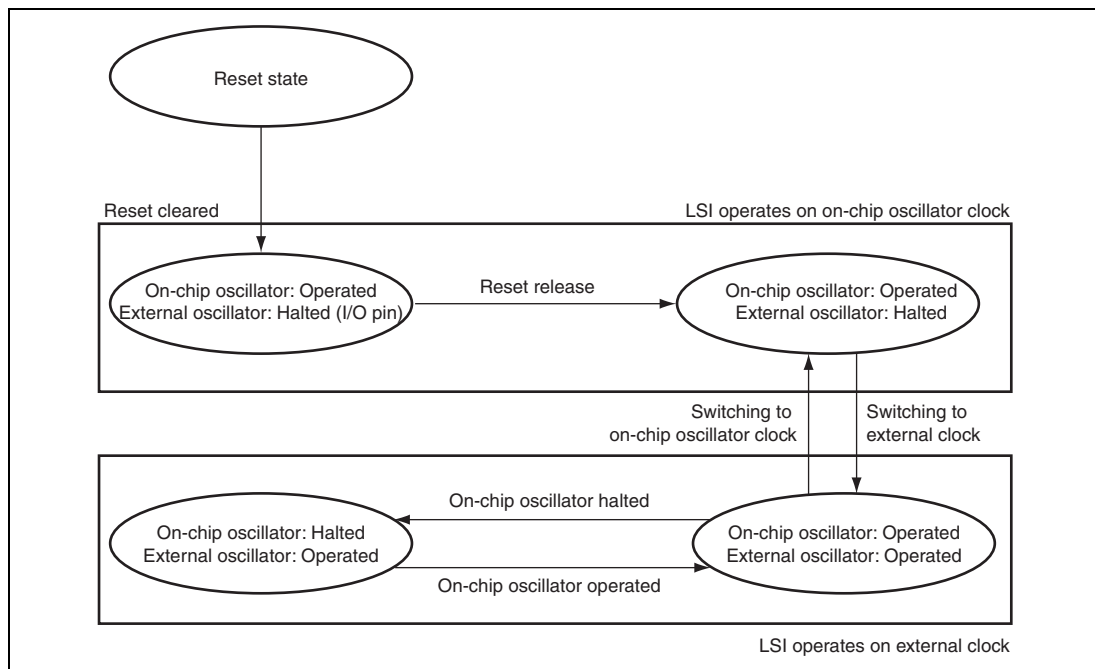 Reset state
Reset cleared
LSI operates on on-chip oscillator clock
On-chip oscillator: Operated
External oscillator: Halted (I/O pin)
Reset release
On-chip oscillator: Operated
External oscillator: Halted
Switching to
on-chip oscillator clock
Switching to
external clock
On-chip oscillator halted
On-chip oscillator: Halted
External oscillator: Operated
On-chip oscillator: Operated
External oscillator: Operated
On-chip oscillator operated
LSI operates on external clock